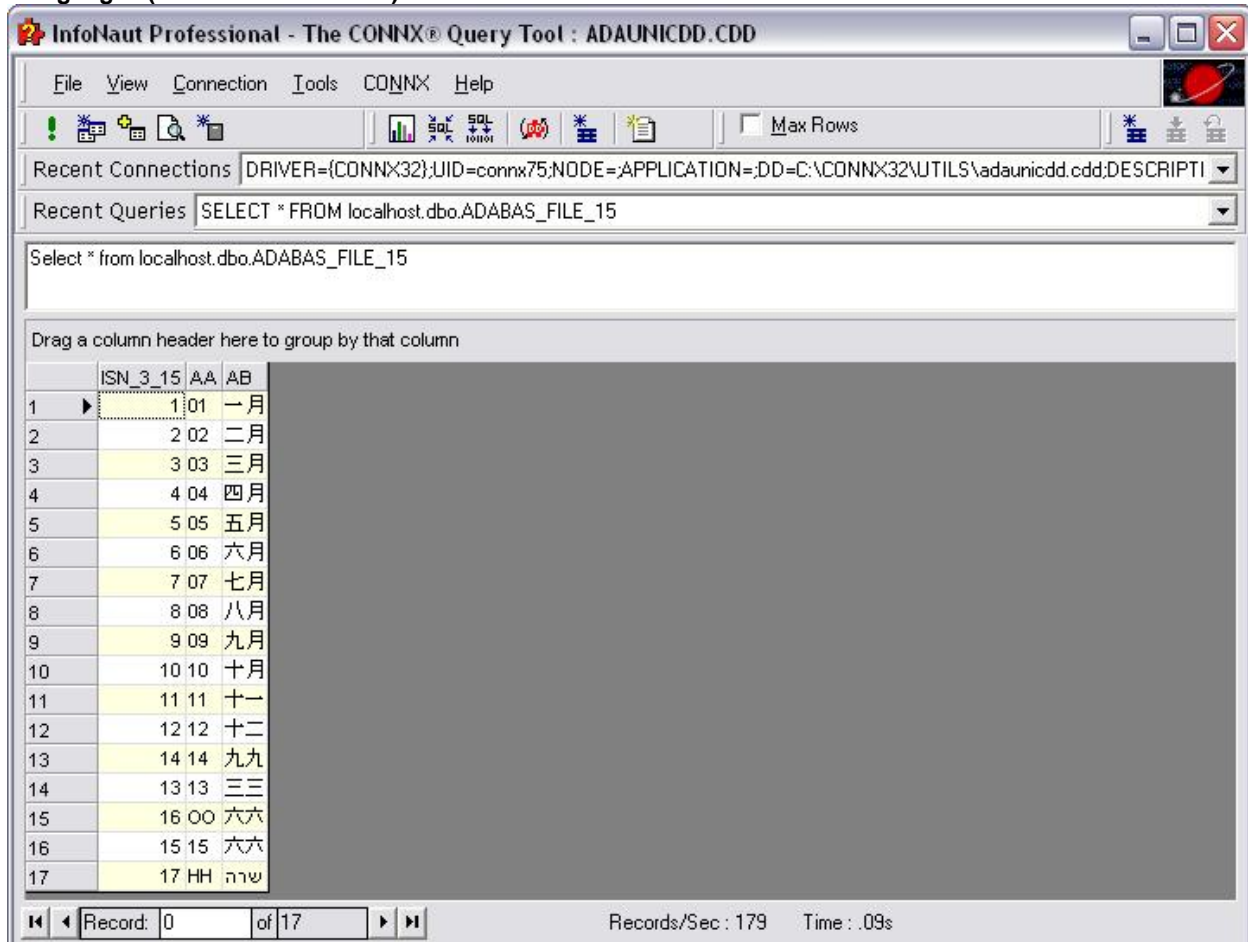 InfoNaut Professional - The CONNX® Query Tool : ADAUNICDD.CDD
File View Connection Tools CONNX Help
Max Rows
Recent Connections DRIVER={CONNX32};UID=connx75;NODE=;APPLICATION=;DD=C:\CONNX32\UTILS\adaunicdd.cdd;DESCRIPTI
Recent Queries SELECT * FROM localhost.dbo.ADABAS_FILE_15
Select * from localhost.dbo.ADABAS_FILE_15
Drag a column header here to group by that column
ISN_3_15 AA AB
1 1 01 一月
2 2 02 二月
3 3 03 三月
4 4 04 四月
5 5 05 五月
6 6 06 六月
7 7 07 七月
8 8 08 八月
9 9 09 九月
10 10 10 十月
11 11 11 十一
12 12 12 十二
13 14 14 九九
14 13 13 三三
15 16 OO 六六
16 15 15 六六
17 17 HH שרה
Record: 0 of 17 Records/Sec : 179 Time : .09s